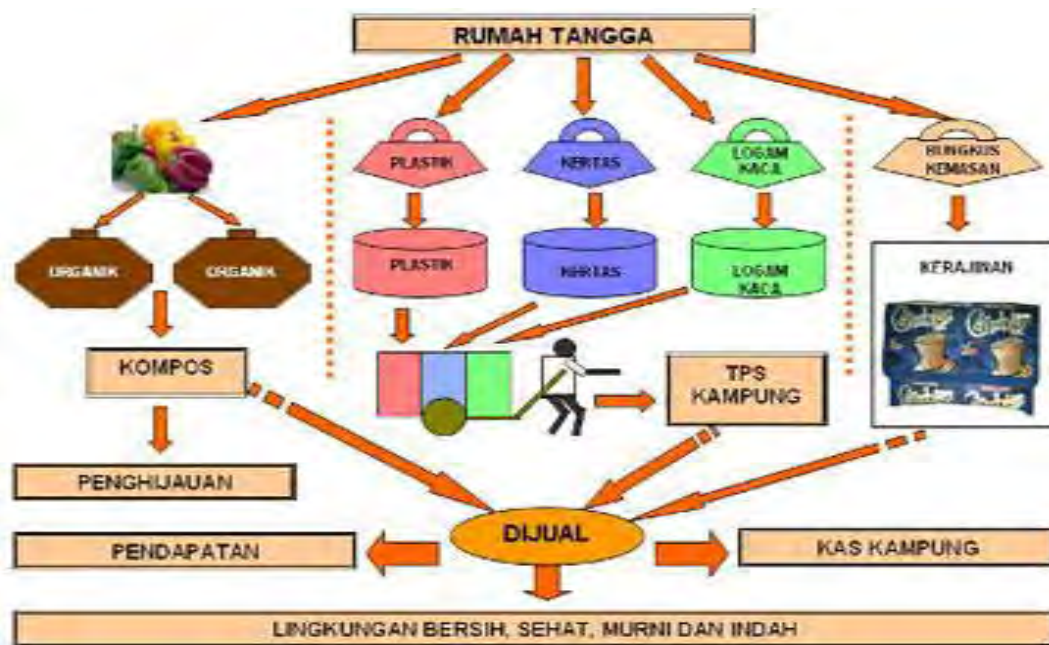 RUMAH TANGGA
PLASTIK
KERTAS
LOGAM
KACA
BUNGKUS
KEMASAN
ORGANIK
ORGANIK
PLASTIK
KERTAS
LOGAM
KACA
KERAJINAN
KOMPOS
TPS
KAMPUNG
PENGHIJAUAN
DIJUAL
PENDAPATAN
KAS KAMPUNG
LINGKUNGAN BERSIH, SEHAT, MURNI DAN INDAH